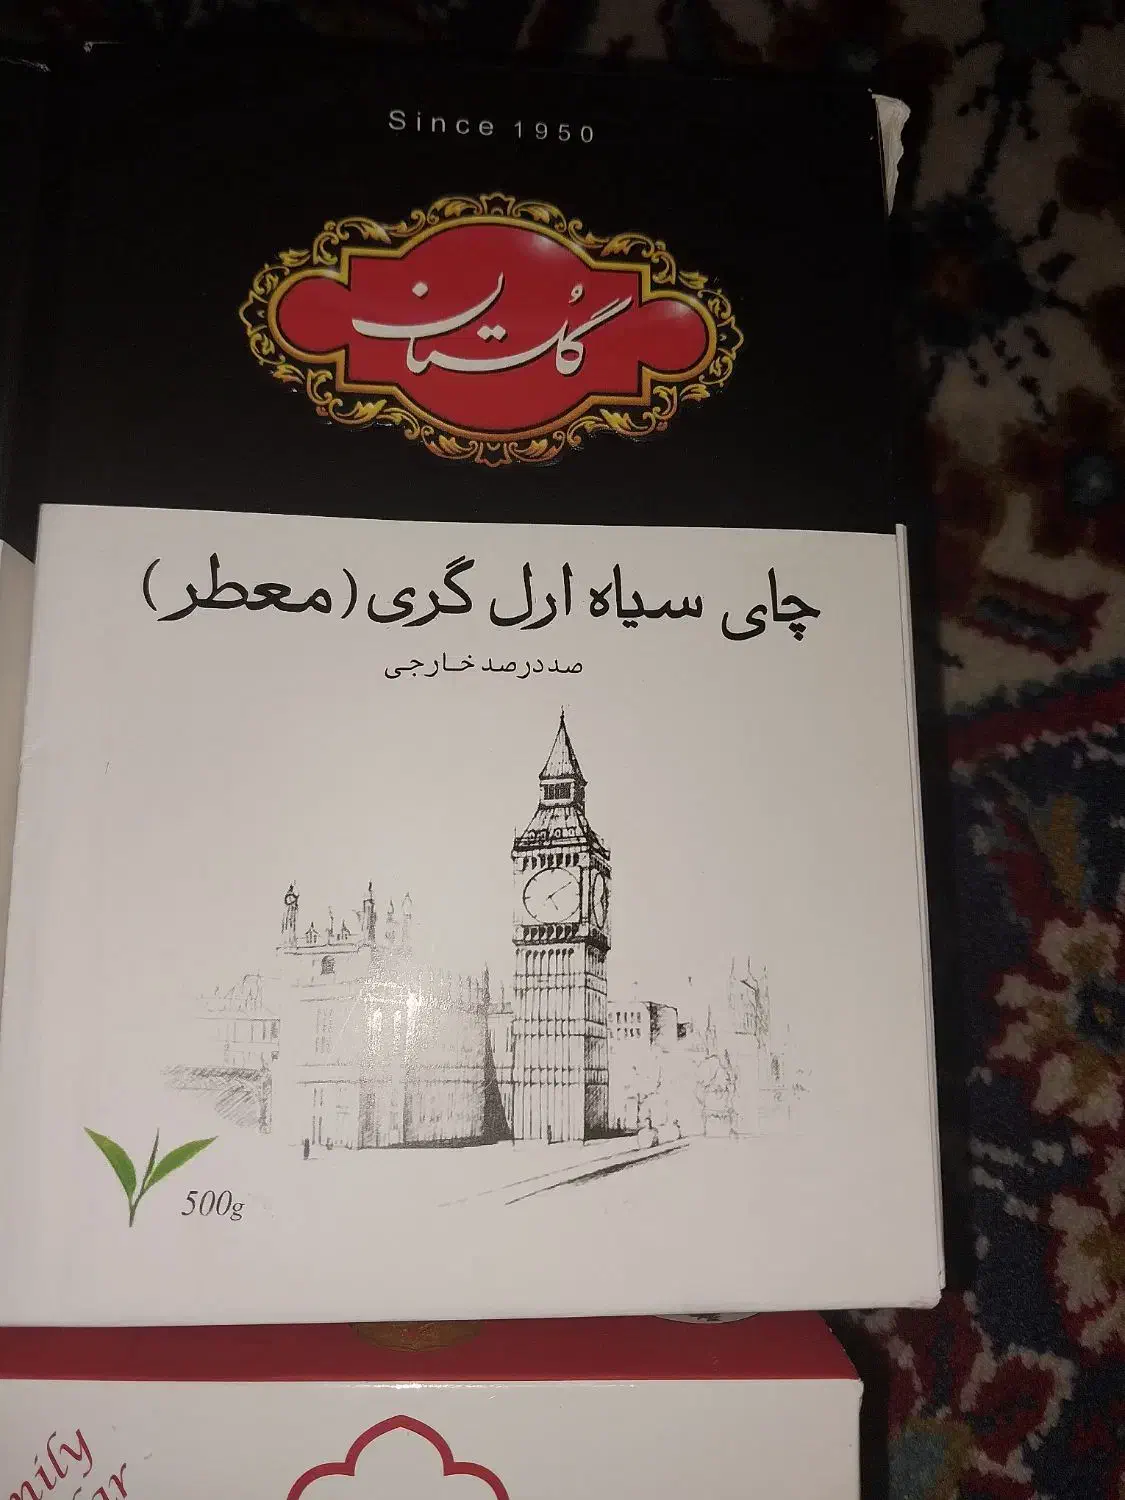 Since 1950
گلستان
چای سیاه ارل گری (معطر)
صددرصد خارجی
500g